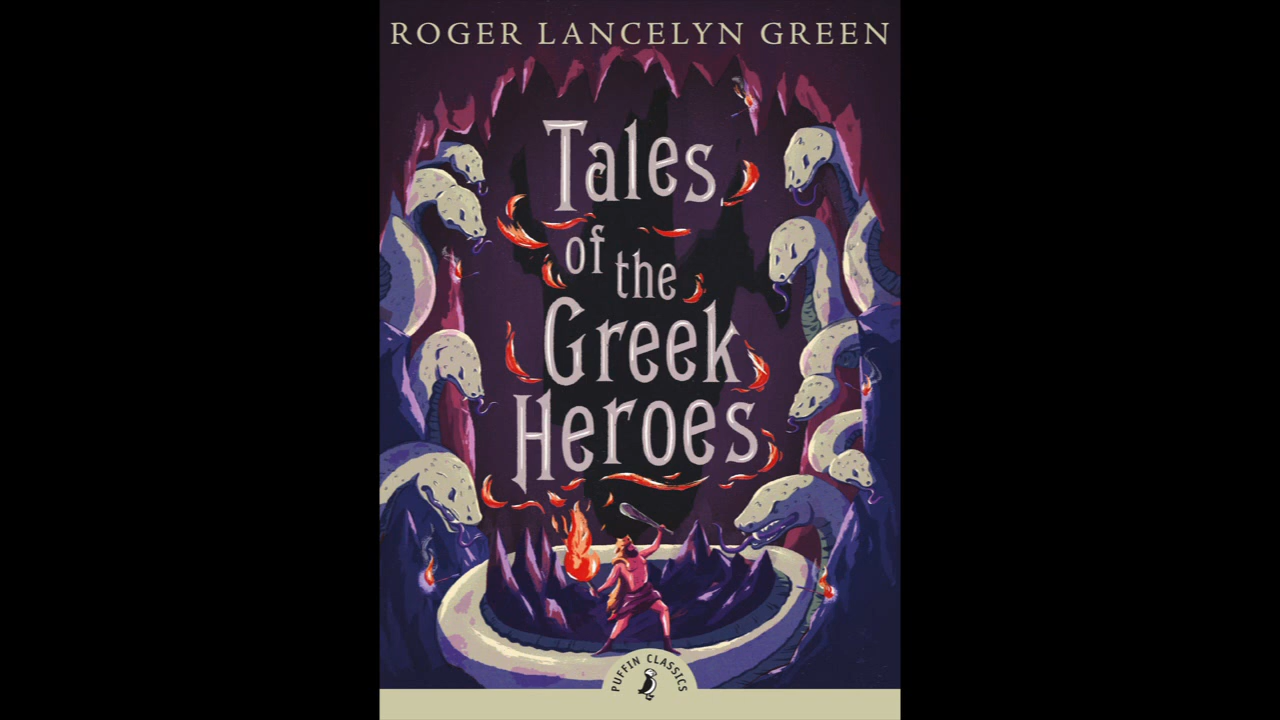 ROGER LANCELYN GREEN
Tales
of the
Greek
Heroes
PUFFIN CLASSICS